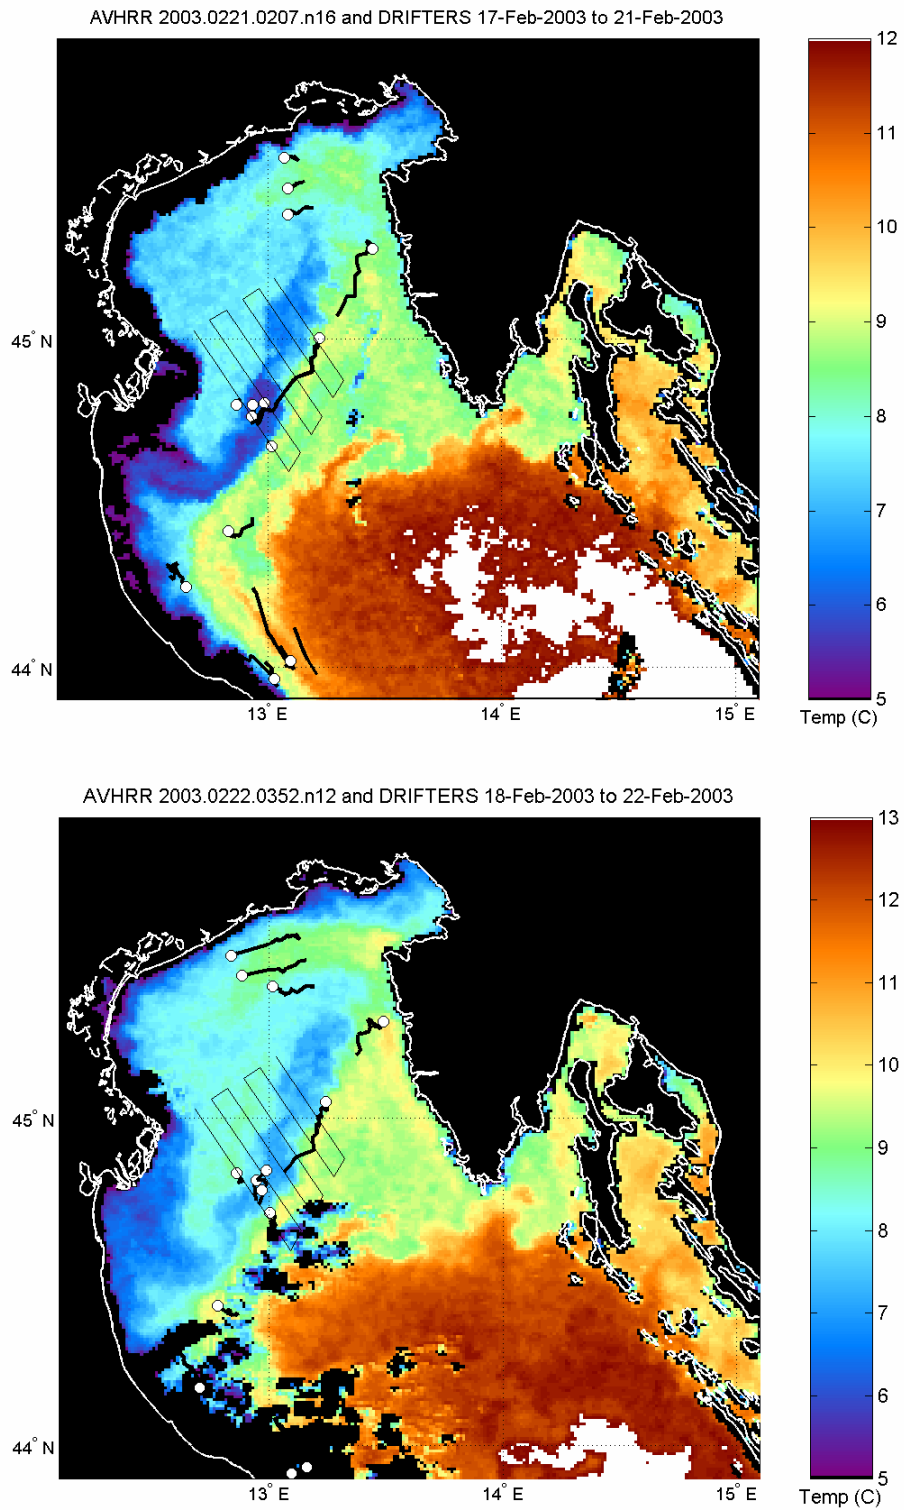 AVHRR 2003.0221.0207.n16 and DRIFTERS 17-Feb-2003 to 21-Feb-2003
12
11
10
9
8
7
6
5
45° N
44° N
13° E
14° E
15° E
Temp (C)
AVHRR 2003.0222.0352.n12 and DRIFTERS 18-Feb-2003 to 22-Feb-2003
13
12
11
10
9
8
7
6
5
45° N
44° N
13° E
14° E
15° E
Temp (C)